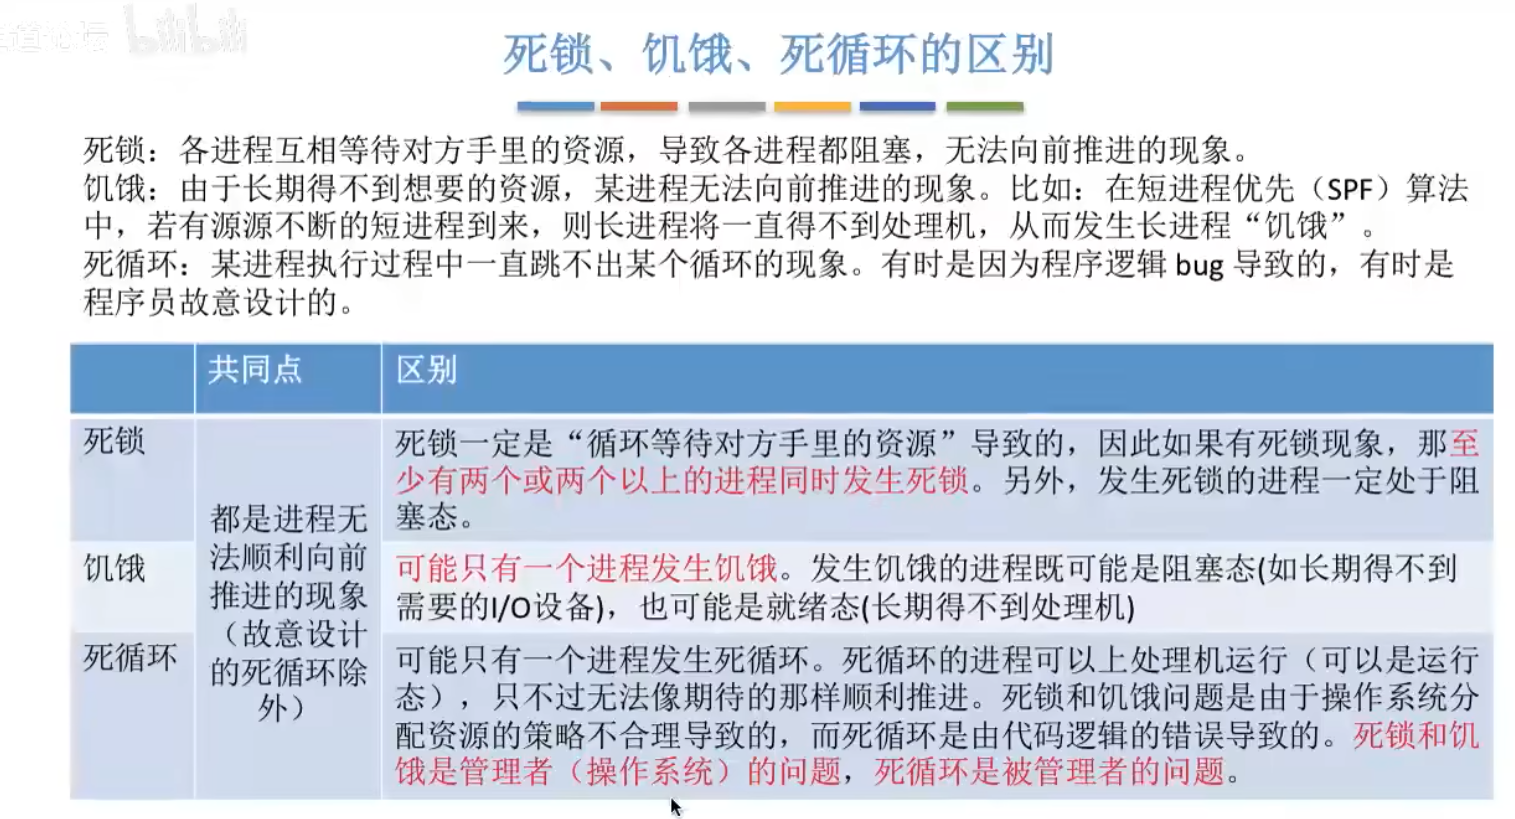 bilibili
死锁、饥饿、死循环的区别
死锁：各进程互相等待对方手里的资源，导致各进程都阻塞，无法向前推进的现象。
饥饿：由于长期得不到想要的资源，某进程无法向前推进的现象。比如：在短进程优先（SPF）算法
中，若有源源不断的短进程到来，则长进程将一直得不到处理机，从而发生长进程“饥饿”。
死循环：某进程执行过程中一直跳不出某个循环的现象。有时是因为程序逻辑 bug 导致的，有时是
程序员故意设计的。
共同点
区别
死锁
都是进程无
法顺利向前
推进的现象
（故意设计
的死循环除
外）
死锁一定是“循环等待对方手里的资源”导致的，因此如果有死锁现象，那至
少有两个或两个以上的进程同时发生死锁。另外，发生死锁的进程一定处于阻
塞态。
饥饿
可能只有一个进程发生饥饿。发生饥饿的进程既可能是阻塞态(如长期得不到
需要的I/O设备)，也可能是就绪态(长期得不到处理机)
死循环
可能只有一个进程发生死循环。死循环的进程可以上处理机运行（可以是运行
态），只不过无法像期待的那样顺利推进。死锁和饥饿问题是由于操作系统分
配资源的策略不合理导致的，而死循环是由代码逻辑的错误导致的。死锁和饥
饿是管理者（操作系统）的问题，死循环是被管理者的问题。